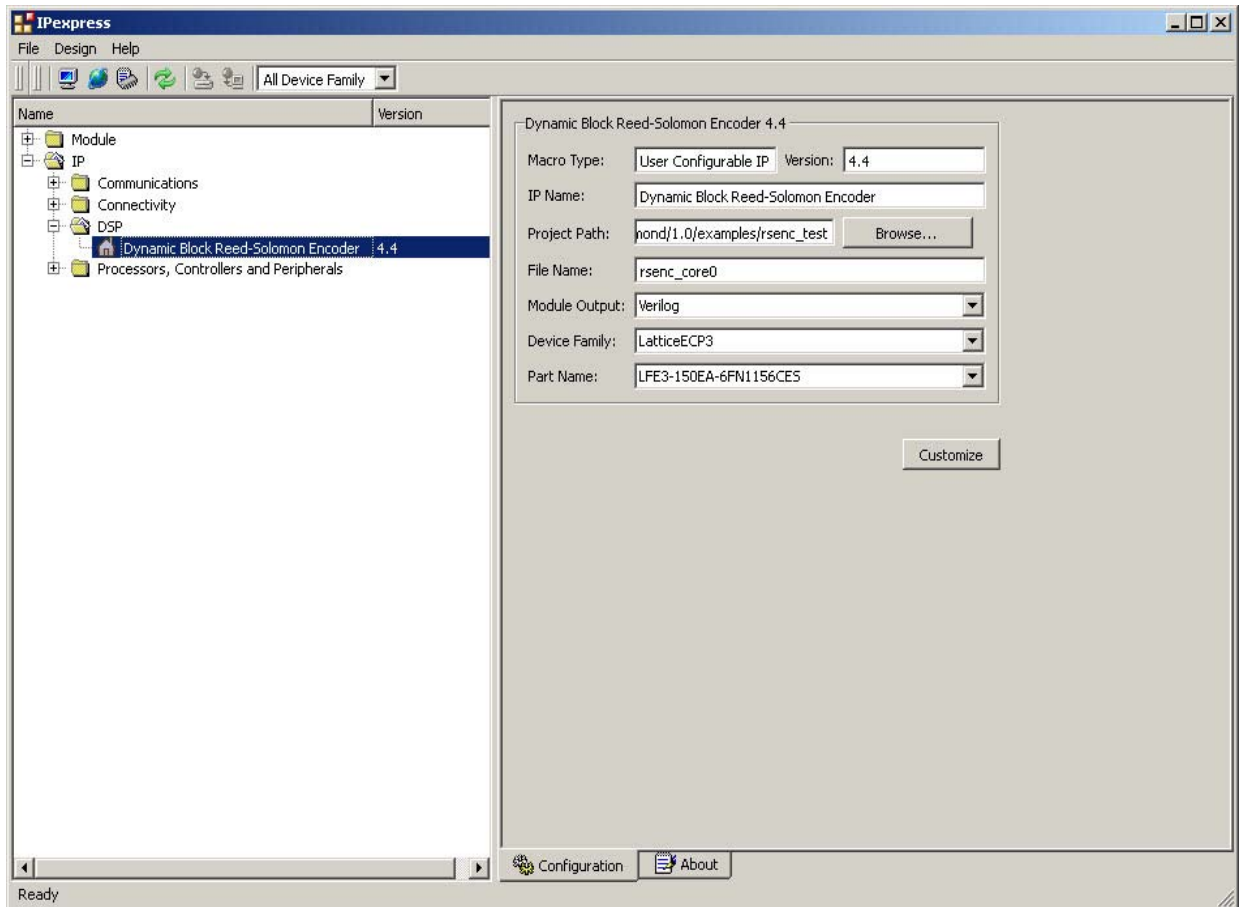 IPexpress
File Design Help
All Device Family
Name Version
Module
IP
Communications
Connectivity
DSP
Dynamic Block Reed-Solomon Encoder 4.4
Processors, Controllers and Peripherals
Dynamic Block Reed-Solomon Encoder 4.4
Macro Type: User Configurable IP Version: 4.4
IP Name: Dynamic Block Reed-Solomon Encoder
Project Path: nond/1.0/examples/rsenc_test Browse...
File Name: rsenc_core0
Module Output: Verilog
Device Family: LatticeECP3
Part Name: LFE3-150EA-6FN1156CES
Customize
Configuration About
Ready